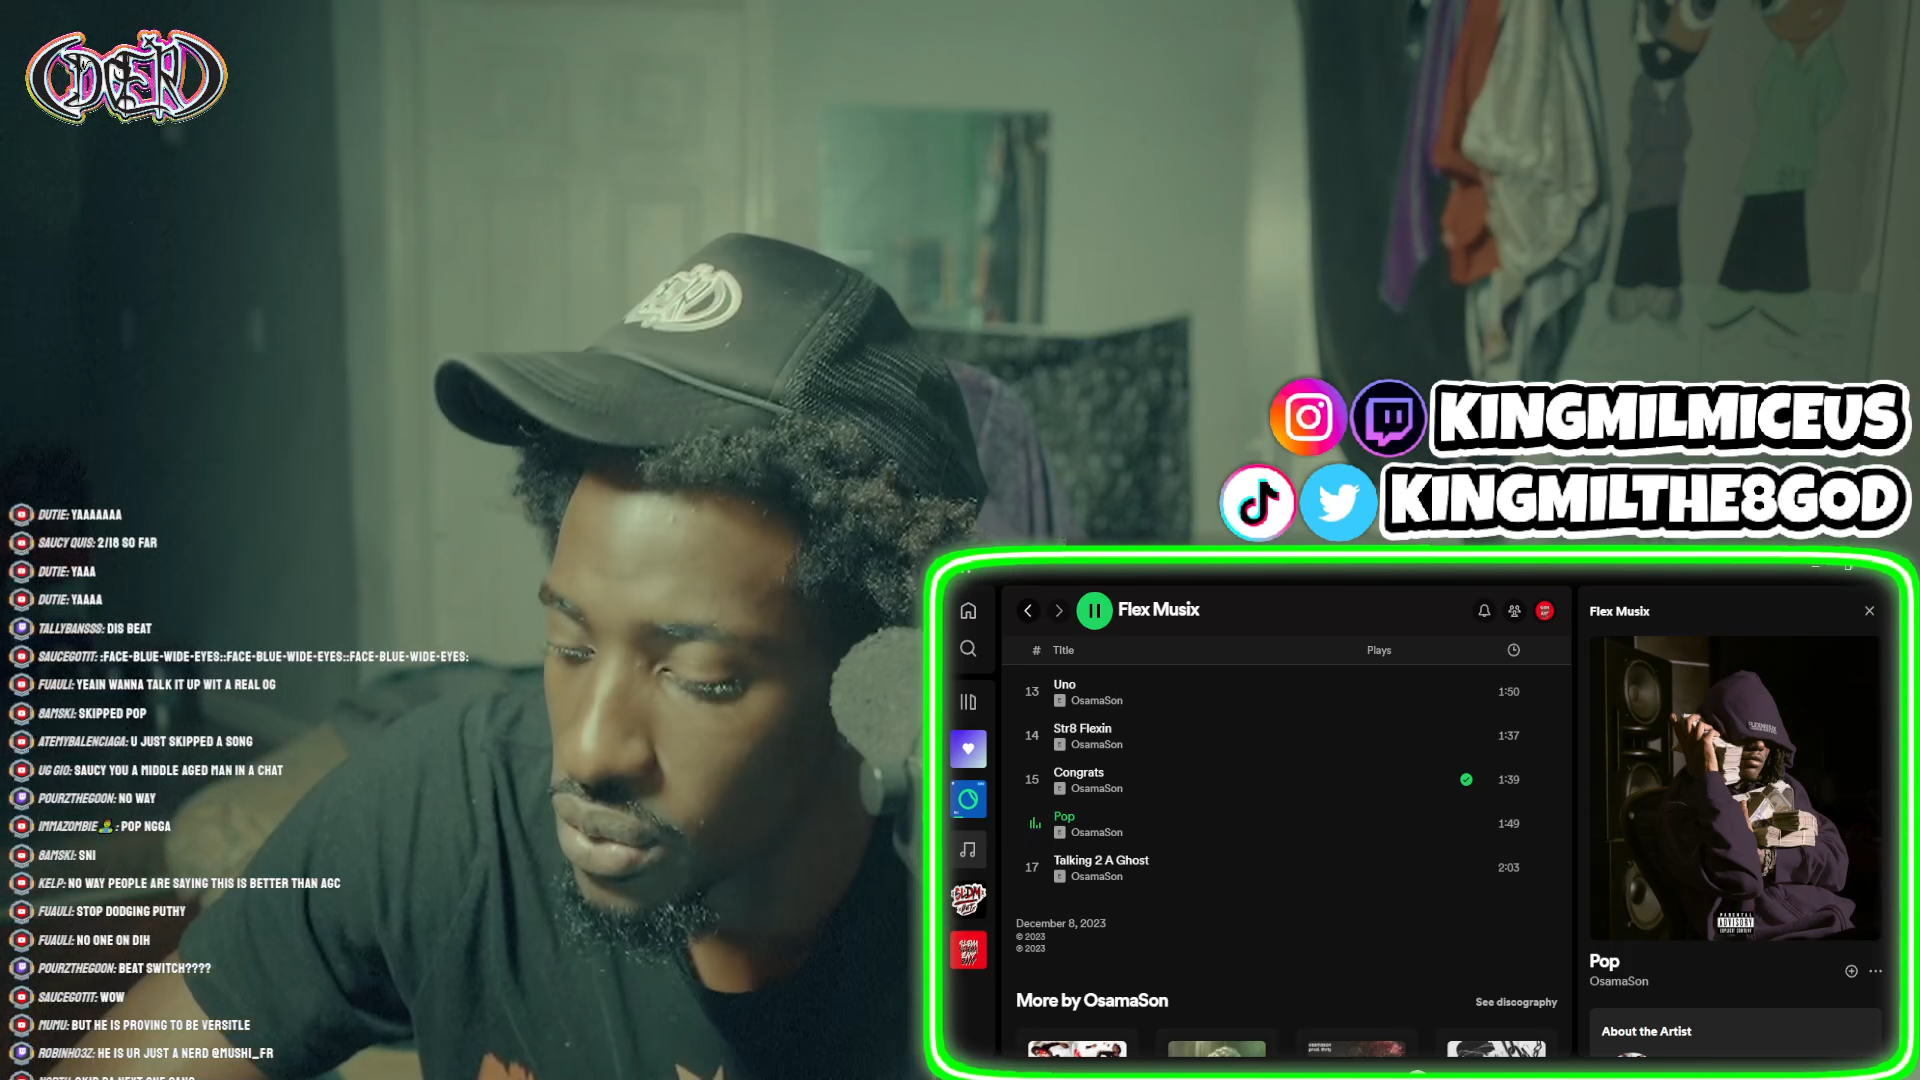 DCER
KINGMILMICEUS
KINGMILTHE8GOD
DUTIE: YAAAAAAA
SAUCY QUIS: 2/18 SO FAR
DUTIE: YAAA
DUTIE: YAAAA
TALLYBANSSS: DIS BEAT
SAUCEGOTIT: :FACE-BLUE-WIDE-EYES::FACE-BLUE-WIDE-EYES::FACE-BLUE-WIDE-EYES:
FUAULI: YEAIN WANNA TALK IT UP WIT A REAL OG
8AMSKI: SKIPPED POP
ATEMYBALENCIAGA: U JUST SKIPPED A SONG
UG GIO: SAUCY YOU A MIDDLE AGED MAN IN A CHAT
POURZTHEGOON: NO WAY
IMMAZOMBIE🧟‍♂️: POP NGGA
8AMSKI: SNI
KELP: NO WAY PEOPLE ARE SAYING THIS IS BETTER THAN AGC
FUAULI: STOP DODGING PUTHY
FUAULI: NO ONE ON DIH
POURZTHEGOON: BEAT SWITCH????
SAUCEGOTIT: WOW
MUMU: BUT HE IS PROVING TO BE VERSITLE
ROBINHO3Z: HE IS UR JUST A NERD @MUSHI_FR
Flex Musix
# Title Plays
13 Uno 1:50
E OsamaSon
14 Str8 Flexin 1:37
E OsamaSon
15 Congrats 1:39
E OsamaSon
Pop 1:49
E OsamaSon
17 Talking 2 A Ghost 2:03
E OsamaSon
December 8, 2023
© 2023
℗ 2023
More by OsamaSon
See discography
Flex Musix
PARENTAL
ADVISORY
EXPLICIT CONTENT
Pop
OsamaSon
About the Artist